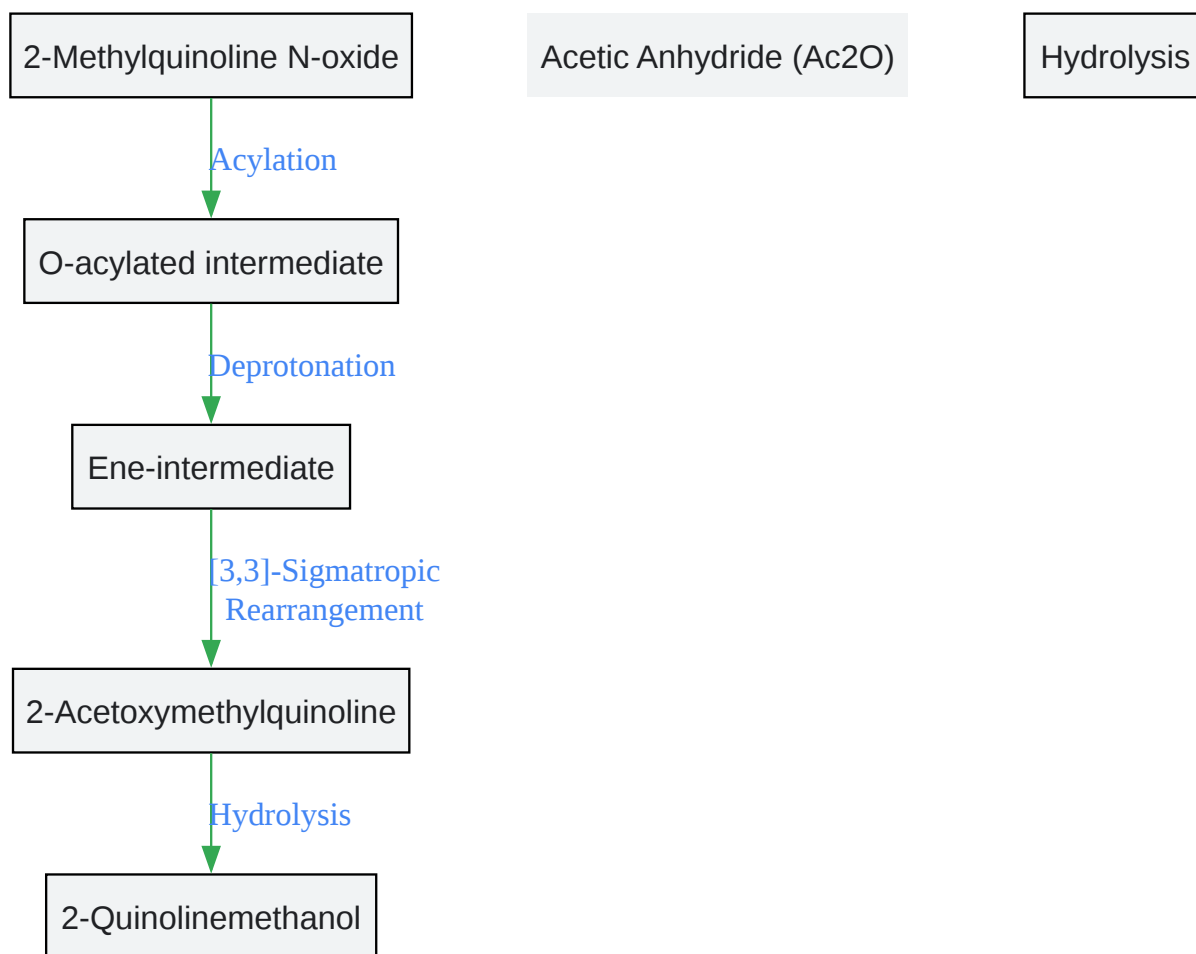 2-Methylquinoline N-oxide
Acetic Anhydride (Ac2O)
Hydrolysis
Acylation
O-acylated intermediate
Deprotonation
Ene-intermediate
[3,3]-Sigmatropic
Rearrangement
2-Acetoxymethylquinoline
Hydrolysis
2-Quinolinemethanol